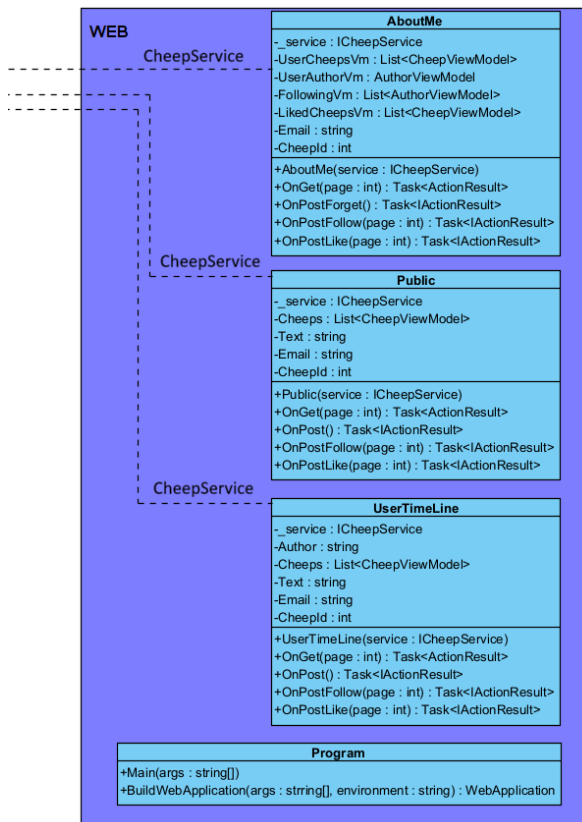 WEB
CheepService
AboutMe
-_service : ICheepService
-UserCheepsVm : List<CheepViewModel>
-UserAuthorVm : AuthorViewModel
-FollowingVm : List<AuthorViewModel>
-LikedCheepsVm : List<CheepViewModel>
-Email : string
-CheepId : int
+AboutMe(service : ICheepService)
+OnGet(page : int) : Task<ActionResult>
+OnPostForget() : Task<IActionResult>
+OnPostFollow(page : int) : Task<IActionResult>
+OnPostLike(page : int) : Task<IActionResult>
CheepService
Public
-_service : ICheepService
-Cheeps : List<CheepViewModel>
-Text : string
-Email : string
-CheepId : int
+Public(service : ICheepService)
+OnGet(page : int) : Task<ActionResult>
+OnPost() : Task<IActionResult>
+OnPostFollow(page : int) : Task<IActionResult>
+OnPostLike(page : int) : Task<IActionResult>
CheepService
UserTimeLine
-_service : ICheepService
-Author : string
-Cheeps : List<CheepViewModel>
-Text : string
-Email : string
-CheepId : int
+UserTimeLine(service : ICheepService)
+OnGet(page : int) : Task<ActionResult>
+OnPost() : Task<IActionResult>
+OnPostFollow(page : int) : Task<IActionResult>
+OnPostLike(page : int) : Task<IActionResult>
Program
+Main(args : string[])
+BuildWebApplication(args : strring[], environment : string) : WebApplication